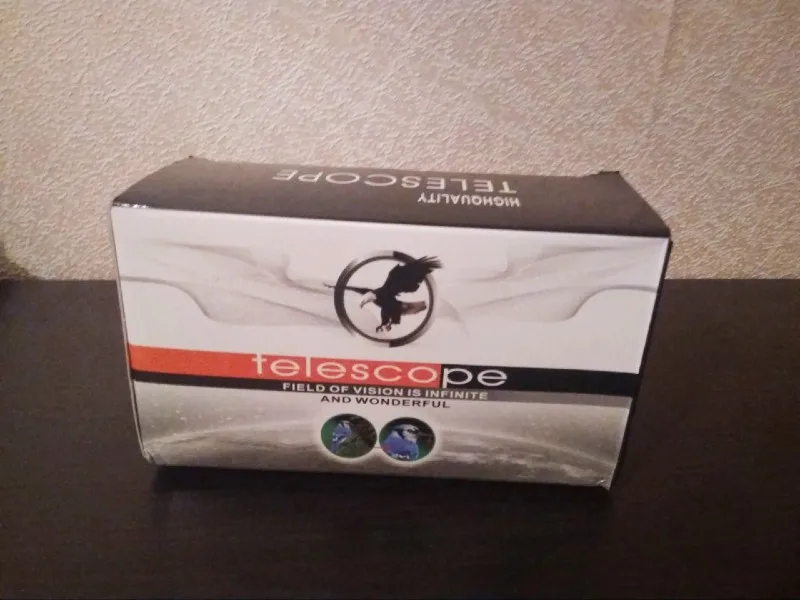 HIGHQUALITY
TELESCOPE
telescope
FIELD OF VISION IS INFINITE
AND WONDERFUL